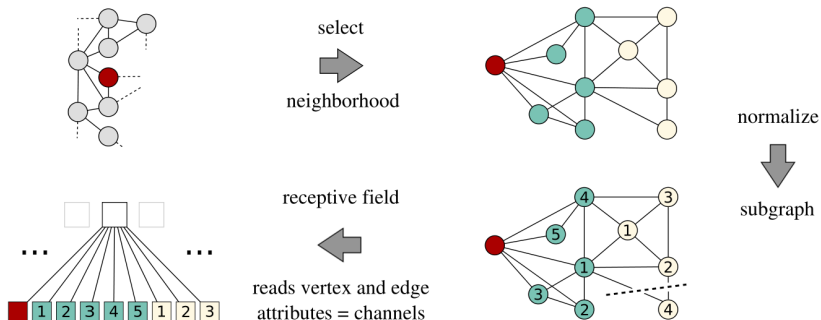 select
neighborhood
normalize
subgraph
receptive field
reads vertex and edge
attributes = channels
4
3
5
1
1
2
3
2
4
... ...
1 2 3 4 5 1 2 3